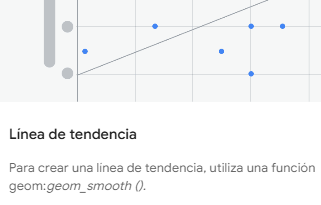 Línea de tendencia
Para crear una línea de tendencia, utiliza una función
geom:geom_smooth ().